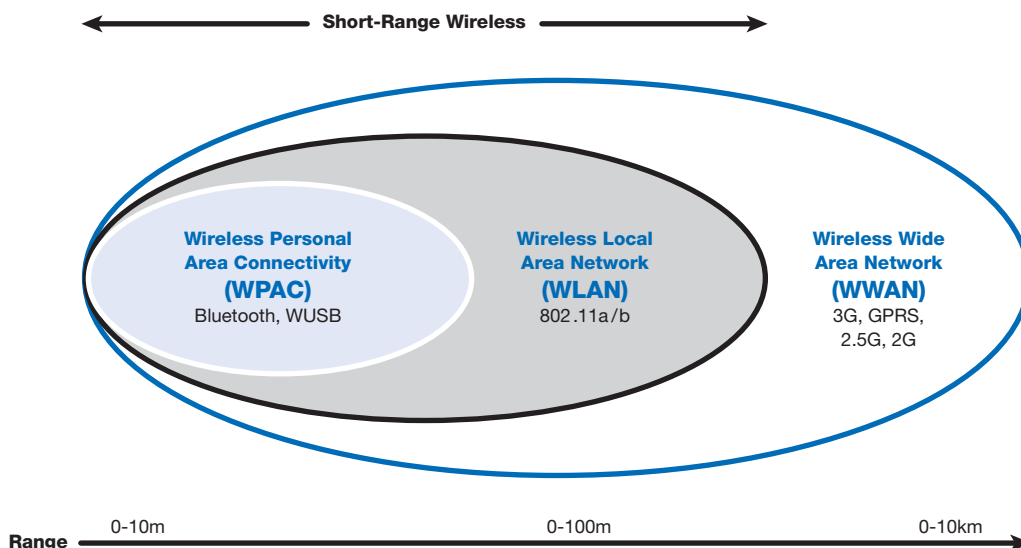 Short-Range Wireless
Wireless Personal
Area Connectivity
(WPAC)
Bluetooth, WUSB
Wireless Local
Area Network
(WLAN)
802.11a/b
Wireless Wide
Area Network
(WWAN)
3G, GPRS,
2.5G, 2G
0-10m
0-100m
0-10km
Range